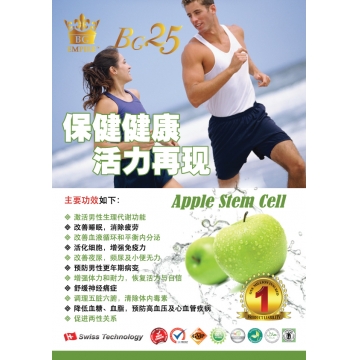 BC
BC25
保健健康
活力再现
主要功效如下：
Apple Stem Cell
激活男性生理代谢功能
改善睡眠，消除疲劳
改善血液循环和平衡内分泌
活化细胞，增强免疫力
改善夜尿，频尿及小便无力
预防男性更年期病变
增强体力和耐力，恢复活力与自信
舒缓神经痛症
调理五脏六腑，清除体内毒素
降低血糖、血脂，预防高血压及心血管疾病
促进两性关系
1
Swiss Technology